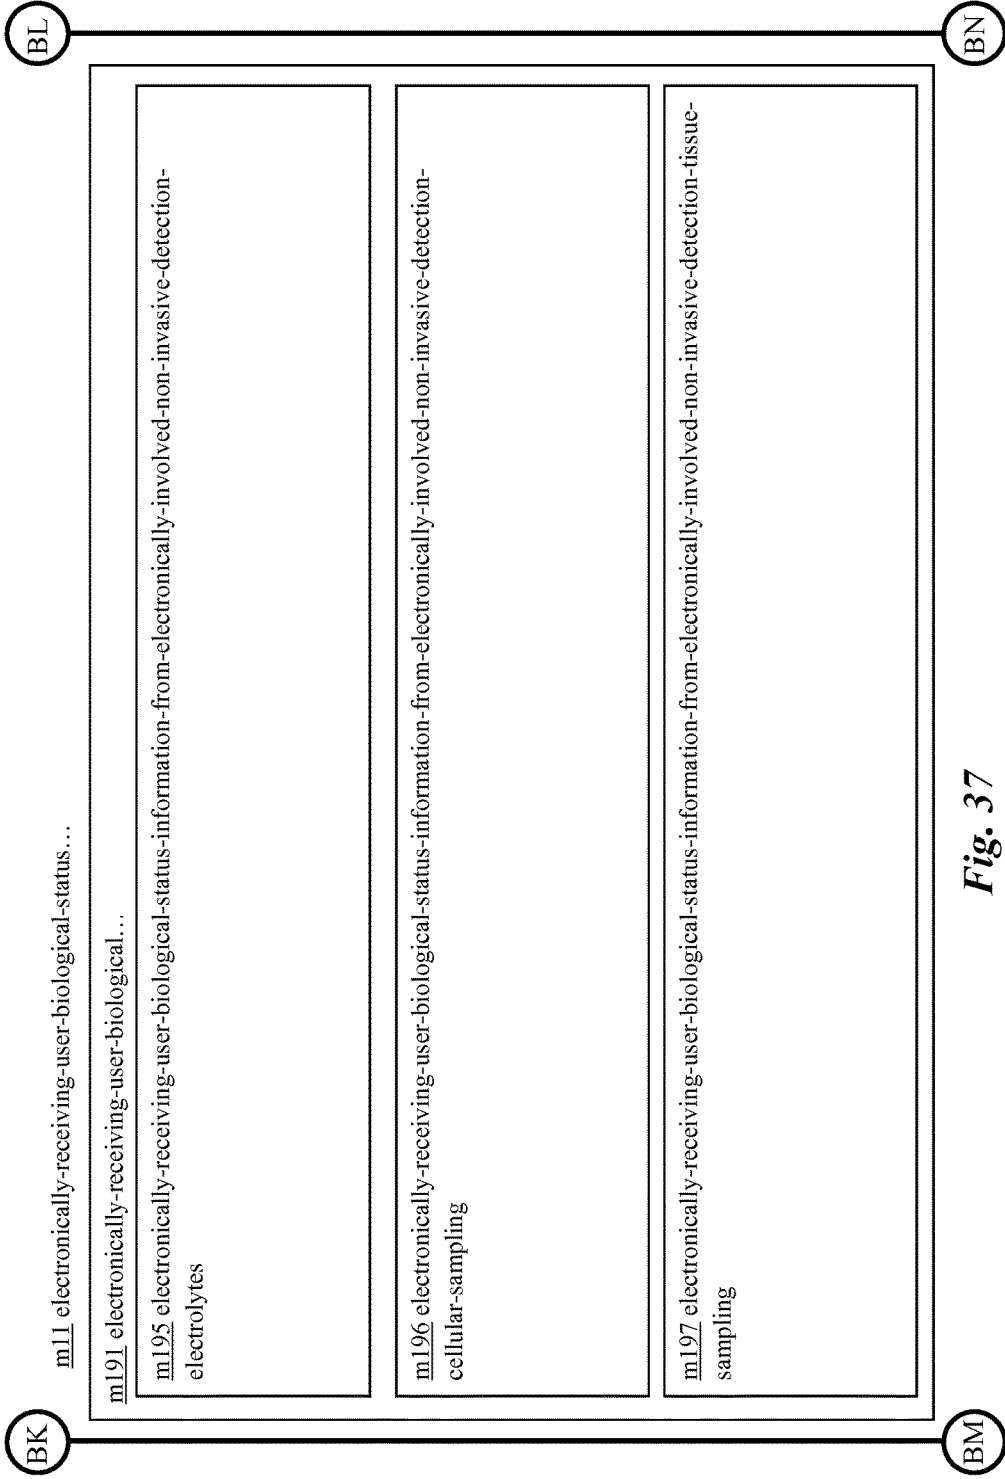 BK
BL
m11 electronically-receiving-user-biological-status…
m191 electronically-receiving-user-biological…
m195 electronically-receiving-user-biological-status-information-from-electronically-involved-non-invasive-detection-
electrolytes
m196 electronically-receiving-user-biological-status-information-from-electronically-involved-non-invasive-detection-
cellular-sampling
m197 electronically-receiving-user-biological-status-information-from-electronically-involved-non-invasive-detection-tissue-
sampling
BM
BN
Fig. 37